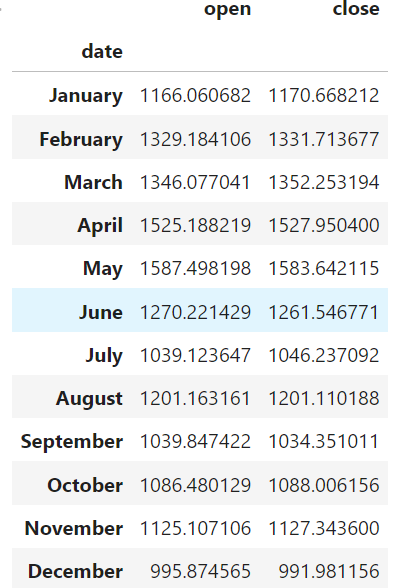 open close
date
January 1166.060682 1170.668212
February 1329.184106 1331.713677
March 1346.077041 1352.253194
April 1525.188219 1527.950400
May 1587.498198 1583.642115
June 1270.221429 1261.546771
July 1039.123647 1046.237092
August 1201.163161 1201.110188
September 1039.847422 1034.351011
October 1086.480129 1088.006156
November 1125.107106 1127.343600
December 995.874565 991.981156